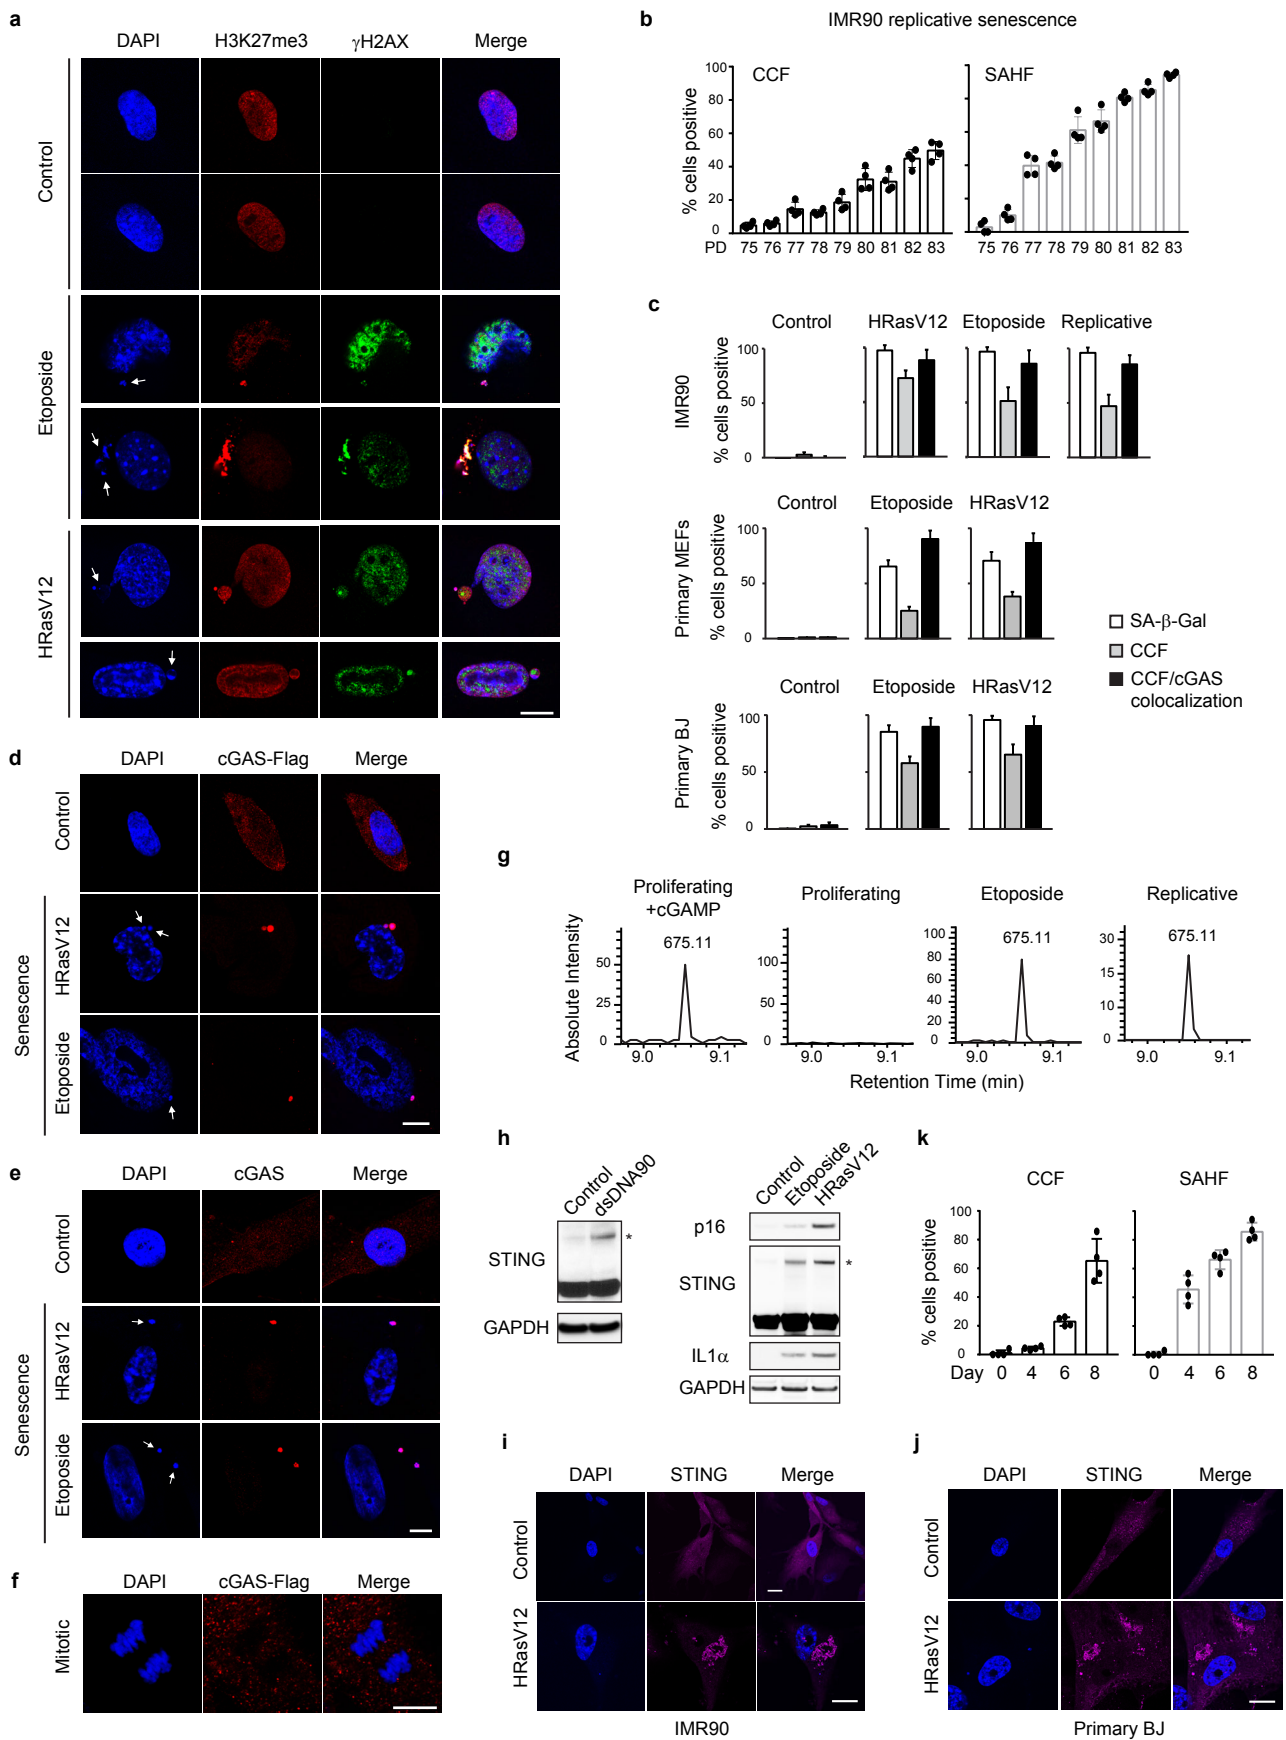 a
DAPI H3K27me3 γH2AX Merge
Control
Etoposide
HRasV12
b
IMR90 replicative senescence
CCF
SAHF
% cells positive
100
80
60
40
20
0
PD 75 76 77 78 79 80 81 82 83
75 76 77 78 79 80 81 82 83
c
Control HRasV12 Etoposide Replicative
IMR90
% cells positive
100
50
0
Control Etoposide HRasV12
Primary MEFs
% cells positive
100
50
0
Control Etoposide HRasV12
Primary BJ
% cells positive
100
50
0
SA-β-Gal
CCF
CCF/cGAS
colocalization
d
DAPI cGAS-Flag Merge
Control
Senescence
HRasV12
Etoposide
e
DAPI cGAS Merge
Control
Senescence
HRasV12
Etoposide
f
DAPI cGAS-Flag Merge
Mitotic
g
Proliferating
+cGAMP
Proliferating
Etoposide
Replicative
Absolute Intensity
675.11
50
25
0
9.0 9.1
100
50
0
9.0 9.1
675.11
100
80
60
40
20
0
9.0 9.1
675.11
30
15
10
0
9.0 9.1
Retention Time (min)
h
Control
dsDNA90
STING
*
GAPDH
Control
Etoposide
HRasV12
p16
STING
*
IL1α
GAPDH
k
CCF
SAHF
% cells positive
100
80
60
40
20
0
Day 0 4 6 8
0 4 6 8
i
DAPI STING Merge
Control
HRasV12
IMR90
j
DAPI STING Merge
Control
HRasV12
Primary BJ